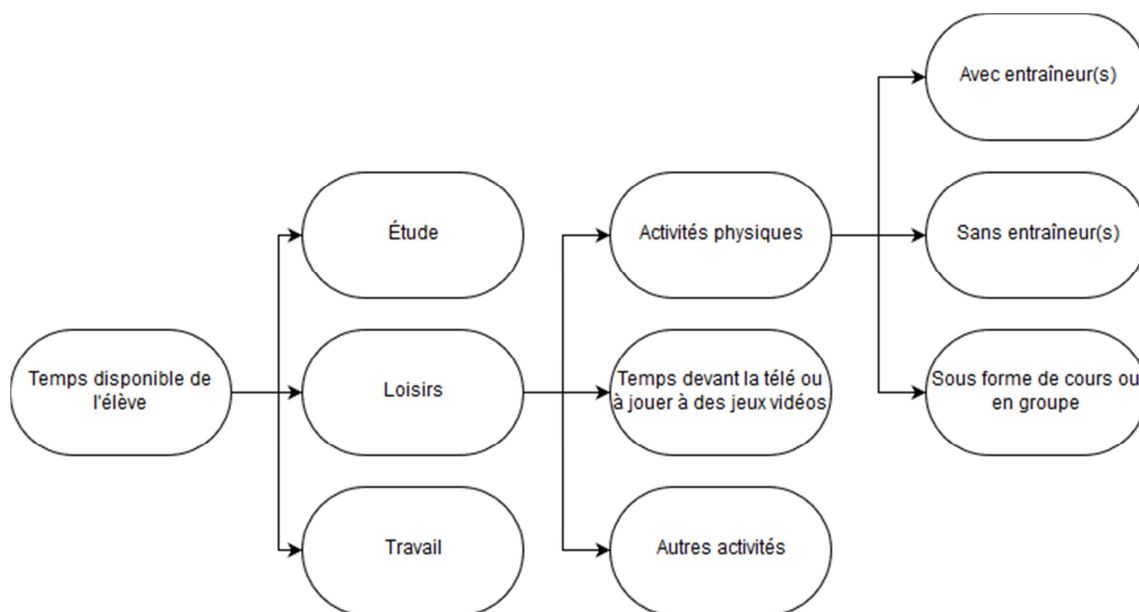 Avec entraîneur(s)
Étude
Activités physiques
Sans entraîneur(s)
Temps disponible de
l'élève
Loisirs
Temps devant la télé ou
à jouer à des jeux vidéos
Sous forme de cours ou
en groupe
Travail
Autres activités